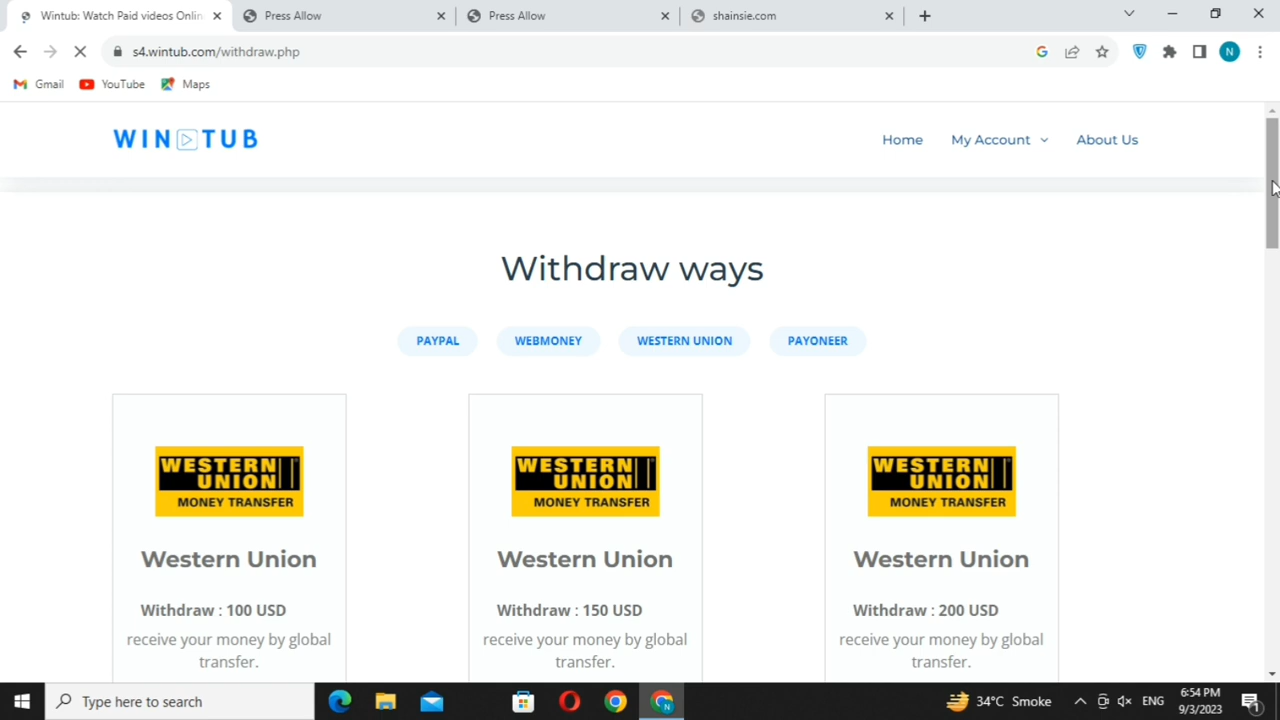 Wintub: Watch Paid videos Onlin
Press Allow
Press Allow
shainsie.com
s4.wintub.com/withdraw.php
N
Gmail
YouTube
Maps
WIN TUB
Home
My Account
About Us
Withdraw ways
PAYPAL
WEBMONEY
WESTERN UNION
PAYONEER
WESTERN UNION MONEY TRANSFER
WESTERN UNION MONEY TRANSFER
WESTERN UNION MONEY TRANSFER
Western Union
Western Union
Western Union
Withdraw : 100 USD
Withdraw : 150 USD
Withdraw : 200 USD
receive your money by global
transfer.
receive your money by global
transfer.
receive your money by global
transfer.
Type here to search
34°C Smoke
ENG
6:54 PM
9/3/2023
1